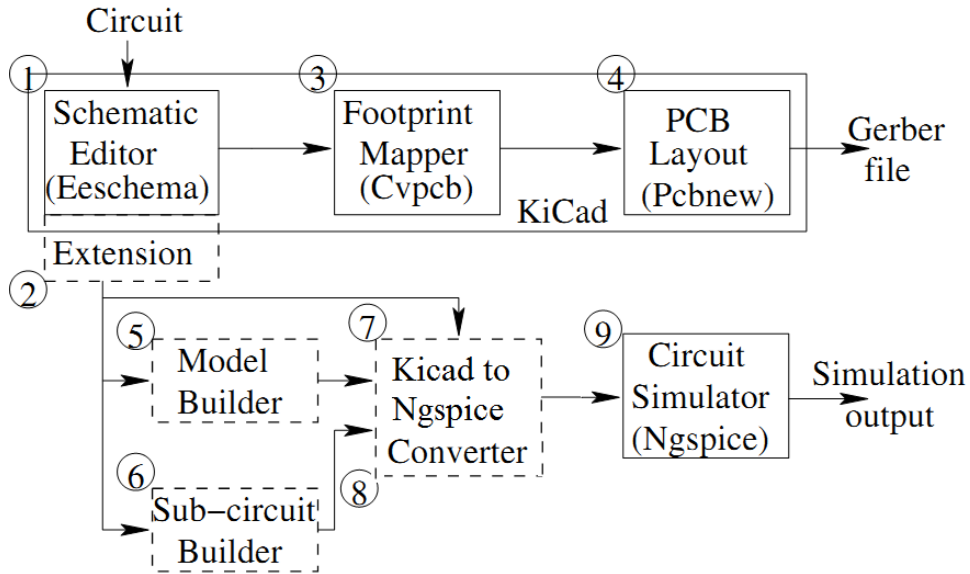 Circuit
1
3
4
Schematic
Editor
(Eeschema)
Footprint
Mapper
(Cvpcb)
PCB
Layout
(Pcbnew)
Gerber
file
KiCad
Extension
2
5
7
9
Model
Builder
Kicad to
Ngspice
Converter
Circuit
Simulator
(Ngspice)
Simulation
output
6
8
Sub−circuit
Builder